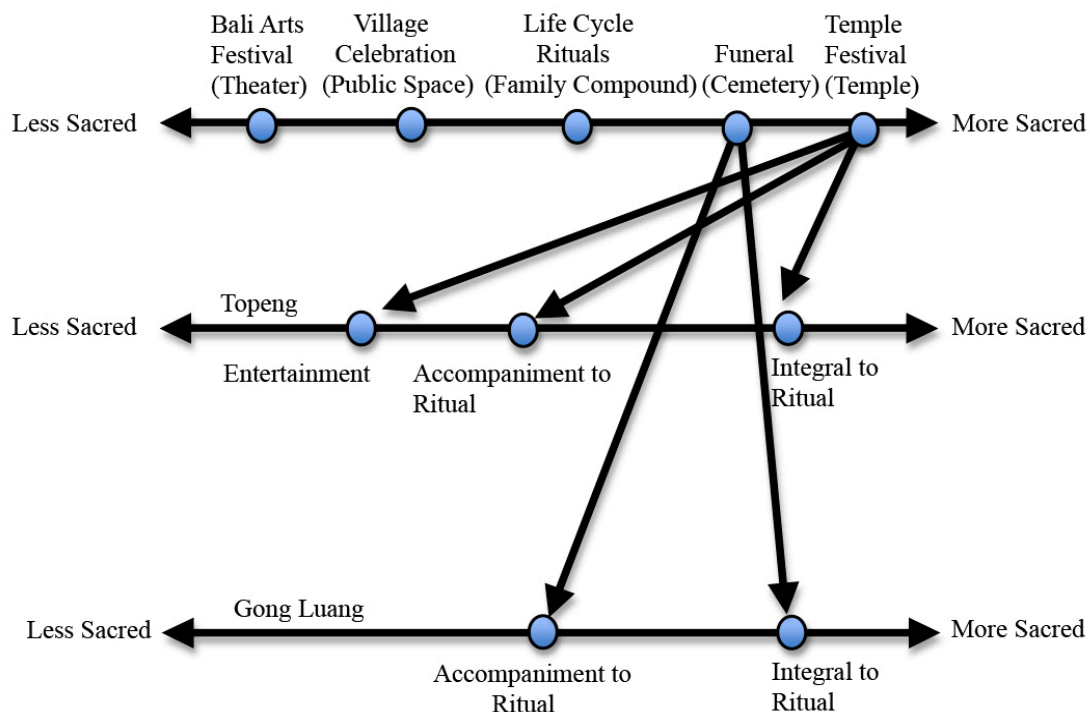 Bali Arts
Festival
(Theater)
Village
Celebration
(Public Space)
Life Cycle
Rituals
(Family Compound)
Funeral
(Cemetery)
Temple
Festival
(Temple)
Less Sacred
More Sacred
Topeng
Less Sacred
More Sacred
Entertainment
Accompaniment to
Ritual
Integral to
Ritual
Gong Luang
Less Sacred
More Sacred
Accompaniment to
Ritual
Integral to
Ritual